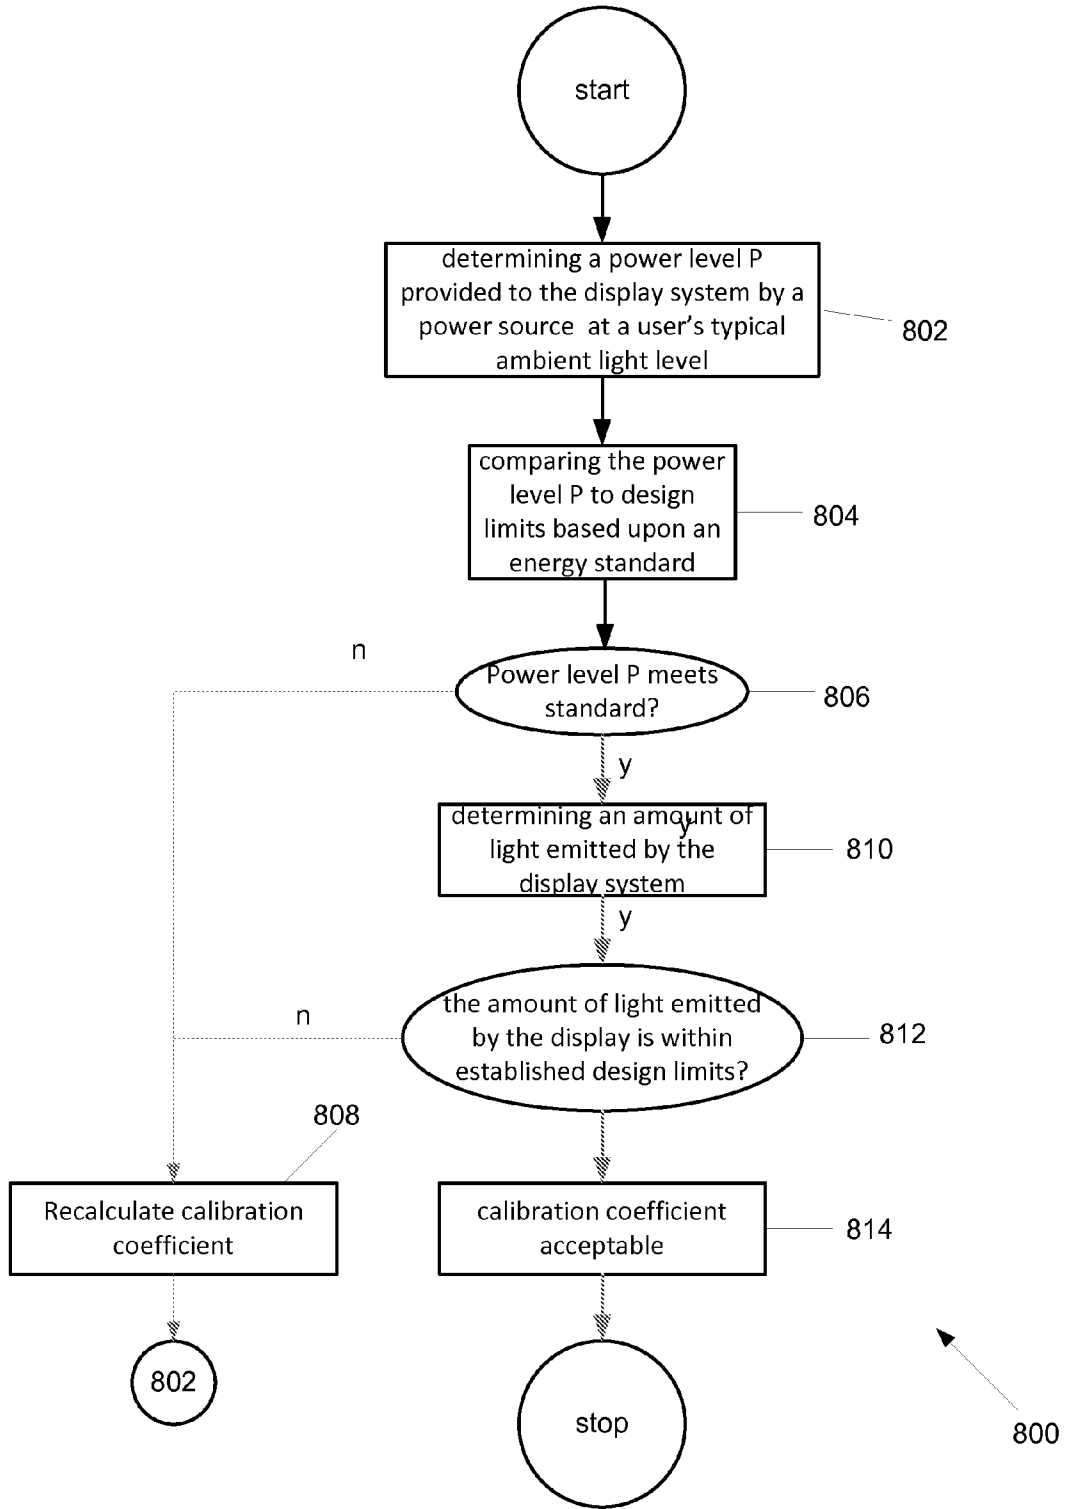 start
determining a power level P
provided to the display system by a
power source at a user's typical
ambient light level
802
comparing the power
level P to design
limits based upon an
energy standard
804
n
Power level P meets
standard?
806
y
determining an amount of
y
light emitted by the
display system
810
y
n
the amount of light emitted
by the display is within
established design limits?
812
808
Recalculate calibration
coefficient
calibration coefficient
acceptable
814
802
stop
800